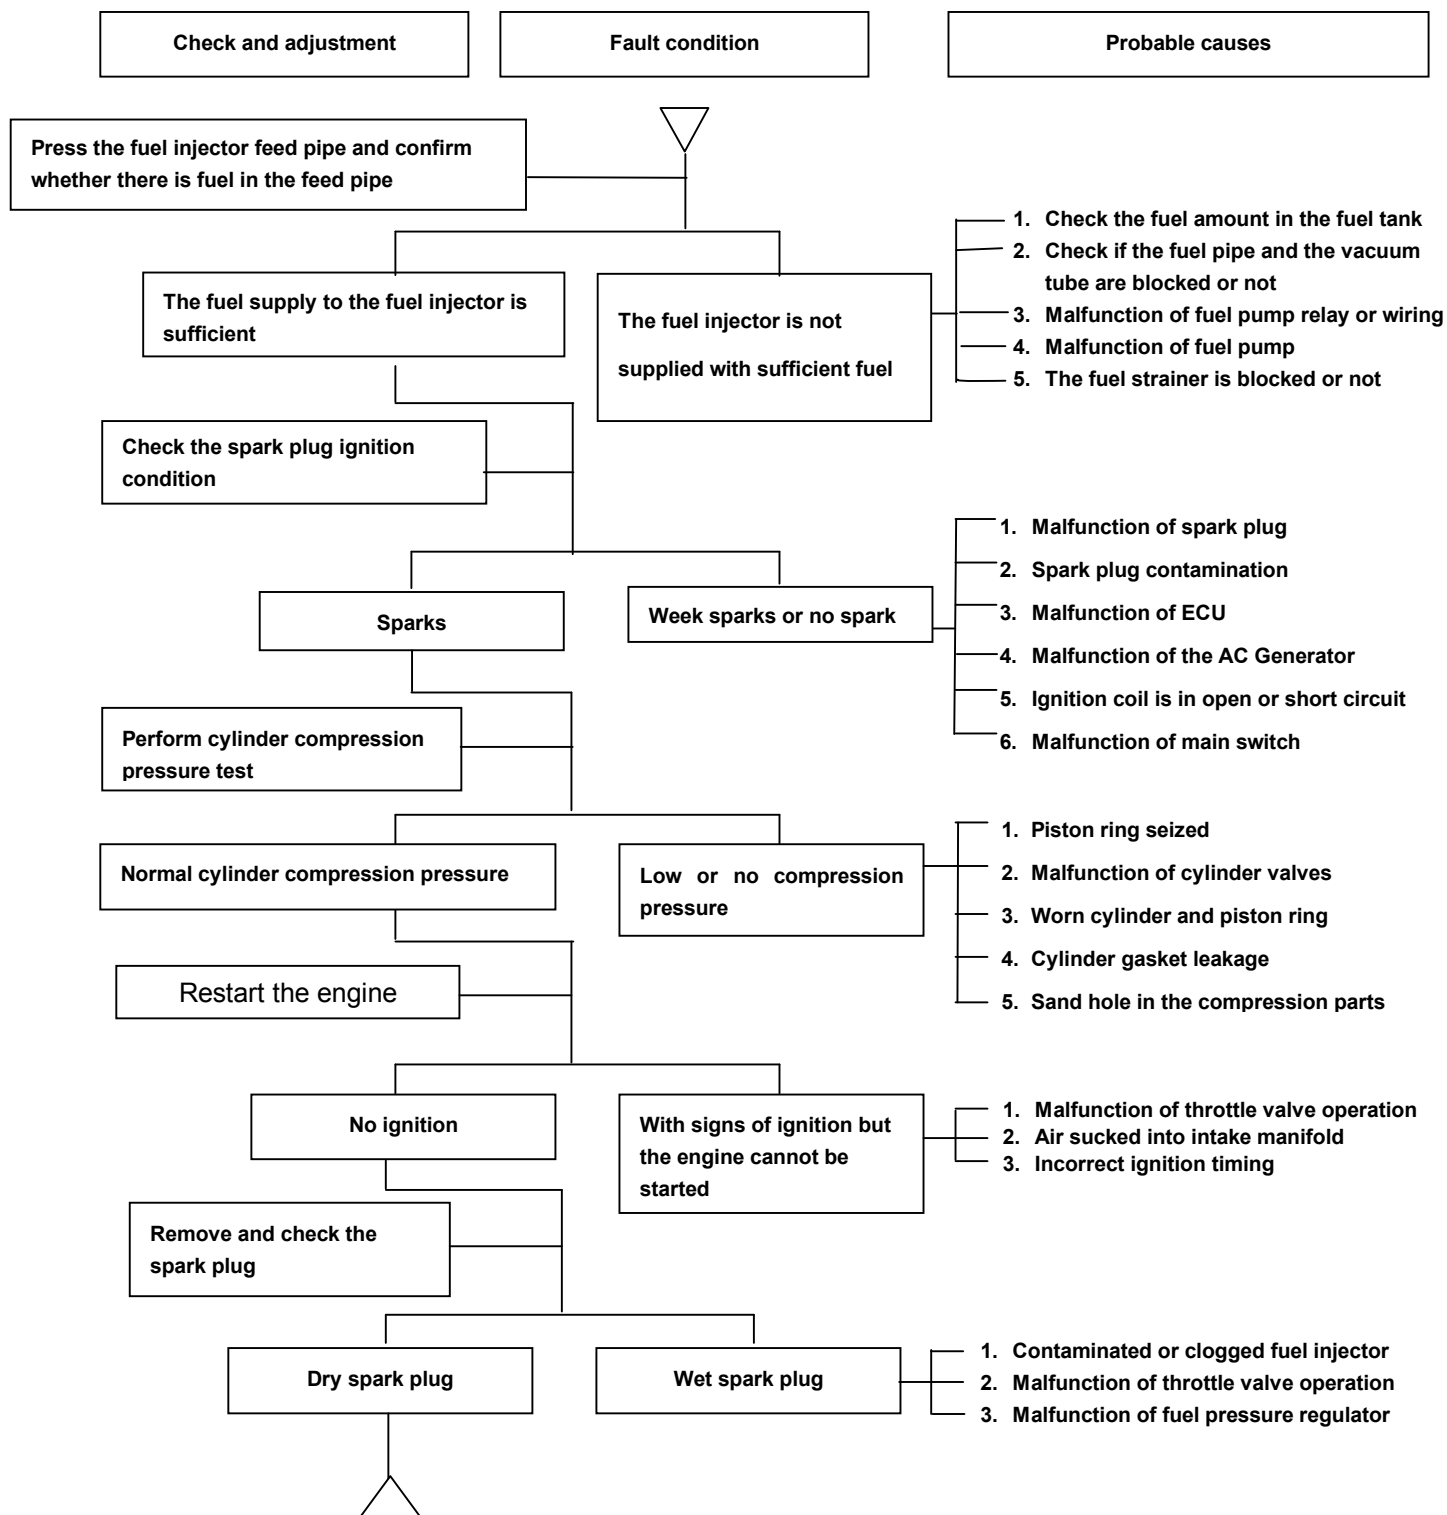 Check and adjustment
Fault condition
Probable causes
Press the fuel injector feed pipe and confirm
whether there is fuel in the feed pipe
The fuel supply to the fuel injector is
sufficient
The fuel injector is not
supplied with sufficient fuel
1. Check the fuel amount in the fuel tank
2. Check if the fuel pipe and the vacuum
tube are blocked or not
3. Malfunction of fuel pump relay or wiring
4. Malfunction of fuel pump
5. The fuel strainer is blocked or not
Check the spark plug ignition
condition
Sparks
Week sparks or no spark
1. Malfunction of spark plug
2. Spark plug contamination
3. Malfunction of ECU
4. Malfunction of the AC Generator
5. Ignition coil is in open or short circuit
6. Malfunction of main switch
Perform cylinder compression
pressure test
Normal cylinder compression pressure
Low or no compression
pressure
1. Piston ring seized
2. Malfunction of cylinder valves
3. Worn cylinder and piston ring
4. Cylinder gasket leakage
5. Sand hole in the compression parts
Restart the engine
No ignition
With signs of ignition but
the engine cannot be
started
1. Malfunction of throttle valve operation
2. Air sucked into intake manifold
3. Incorrect ignition timing
Remove and check the
spark plug
Dry spark plug
Wet spark plug
1. Contaminated or clogged fuel injector
2. Malfunction of throttle valve operation
3. Malfunction of fuel pressure regulator